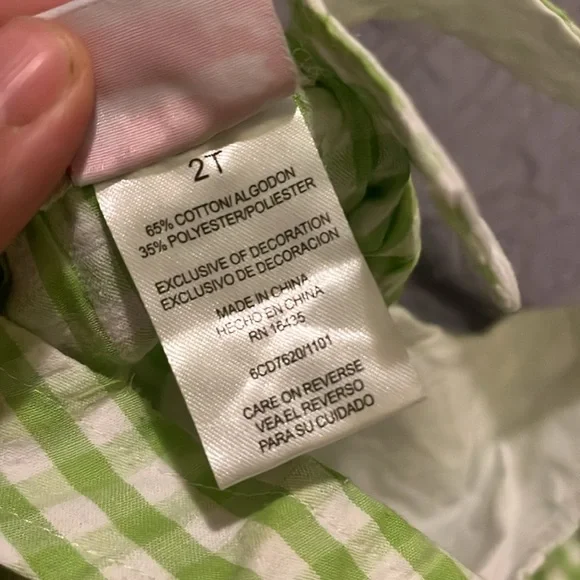 2T
65% COTTON/ALGODON
35% POLYESTER/POLIESTER
EXCLUSIVE OF DECORATION
EXCLUSIVO DE DECORACION
MADE IN CHINA
HECHO EN CHINA
RN 16435
6CD7620/1101
CARE ON REVERSE
VEA EL REVERSO
PARA SU CUIDADO